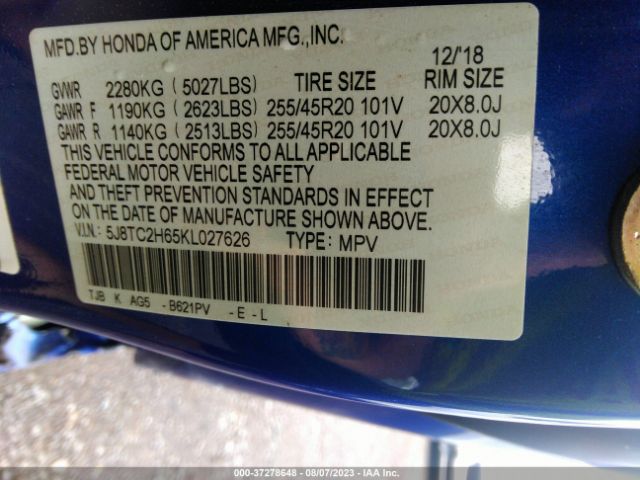 MFD.BY HONDA OF AMERICA MFG.,INC.
12/'18
GVWR 2280KG (5027LBS) TIRE SIZE RIM SIZE
GAWR F 1190KG (2623LBS) 255/45R20 101V 20X8.0J
GAWR R 1140KG (2513LBS) 255/45R20 101V 20X8.0J
THIS VEHICLE CONFORMS TO ALL APPLICABLE
FEDERAL MOTOR VEHICLE SAFETY
AND THEFT PREVENTION STANDARDS IN EFFECT
ON THE DATE OF MANUFACTURE SHOWN ABOVE.
V.I.N.: 5J8TC2H65KL027626 TYPE: MPV
TJB K AG5 - B621PV - E - L
000-37278648 - 08/07/2023 - IAA Inc.